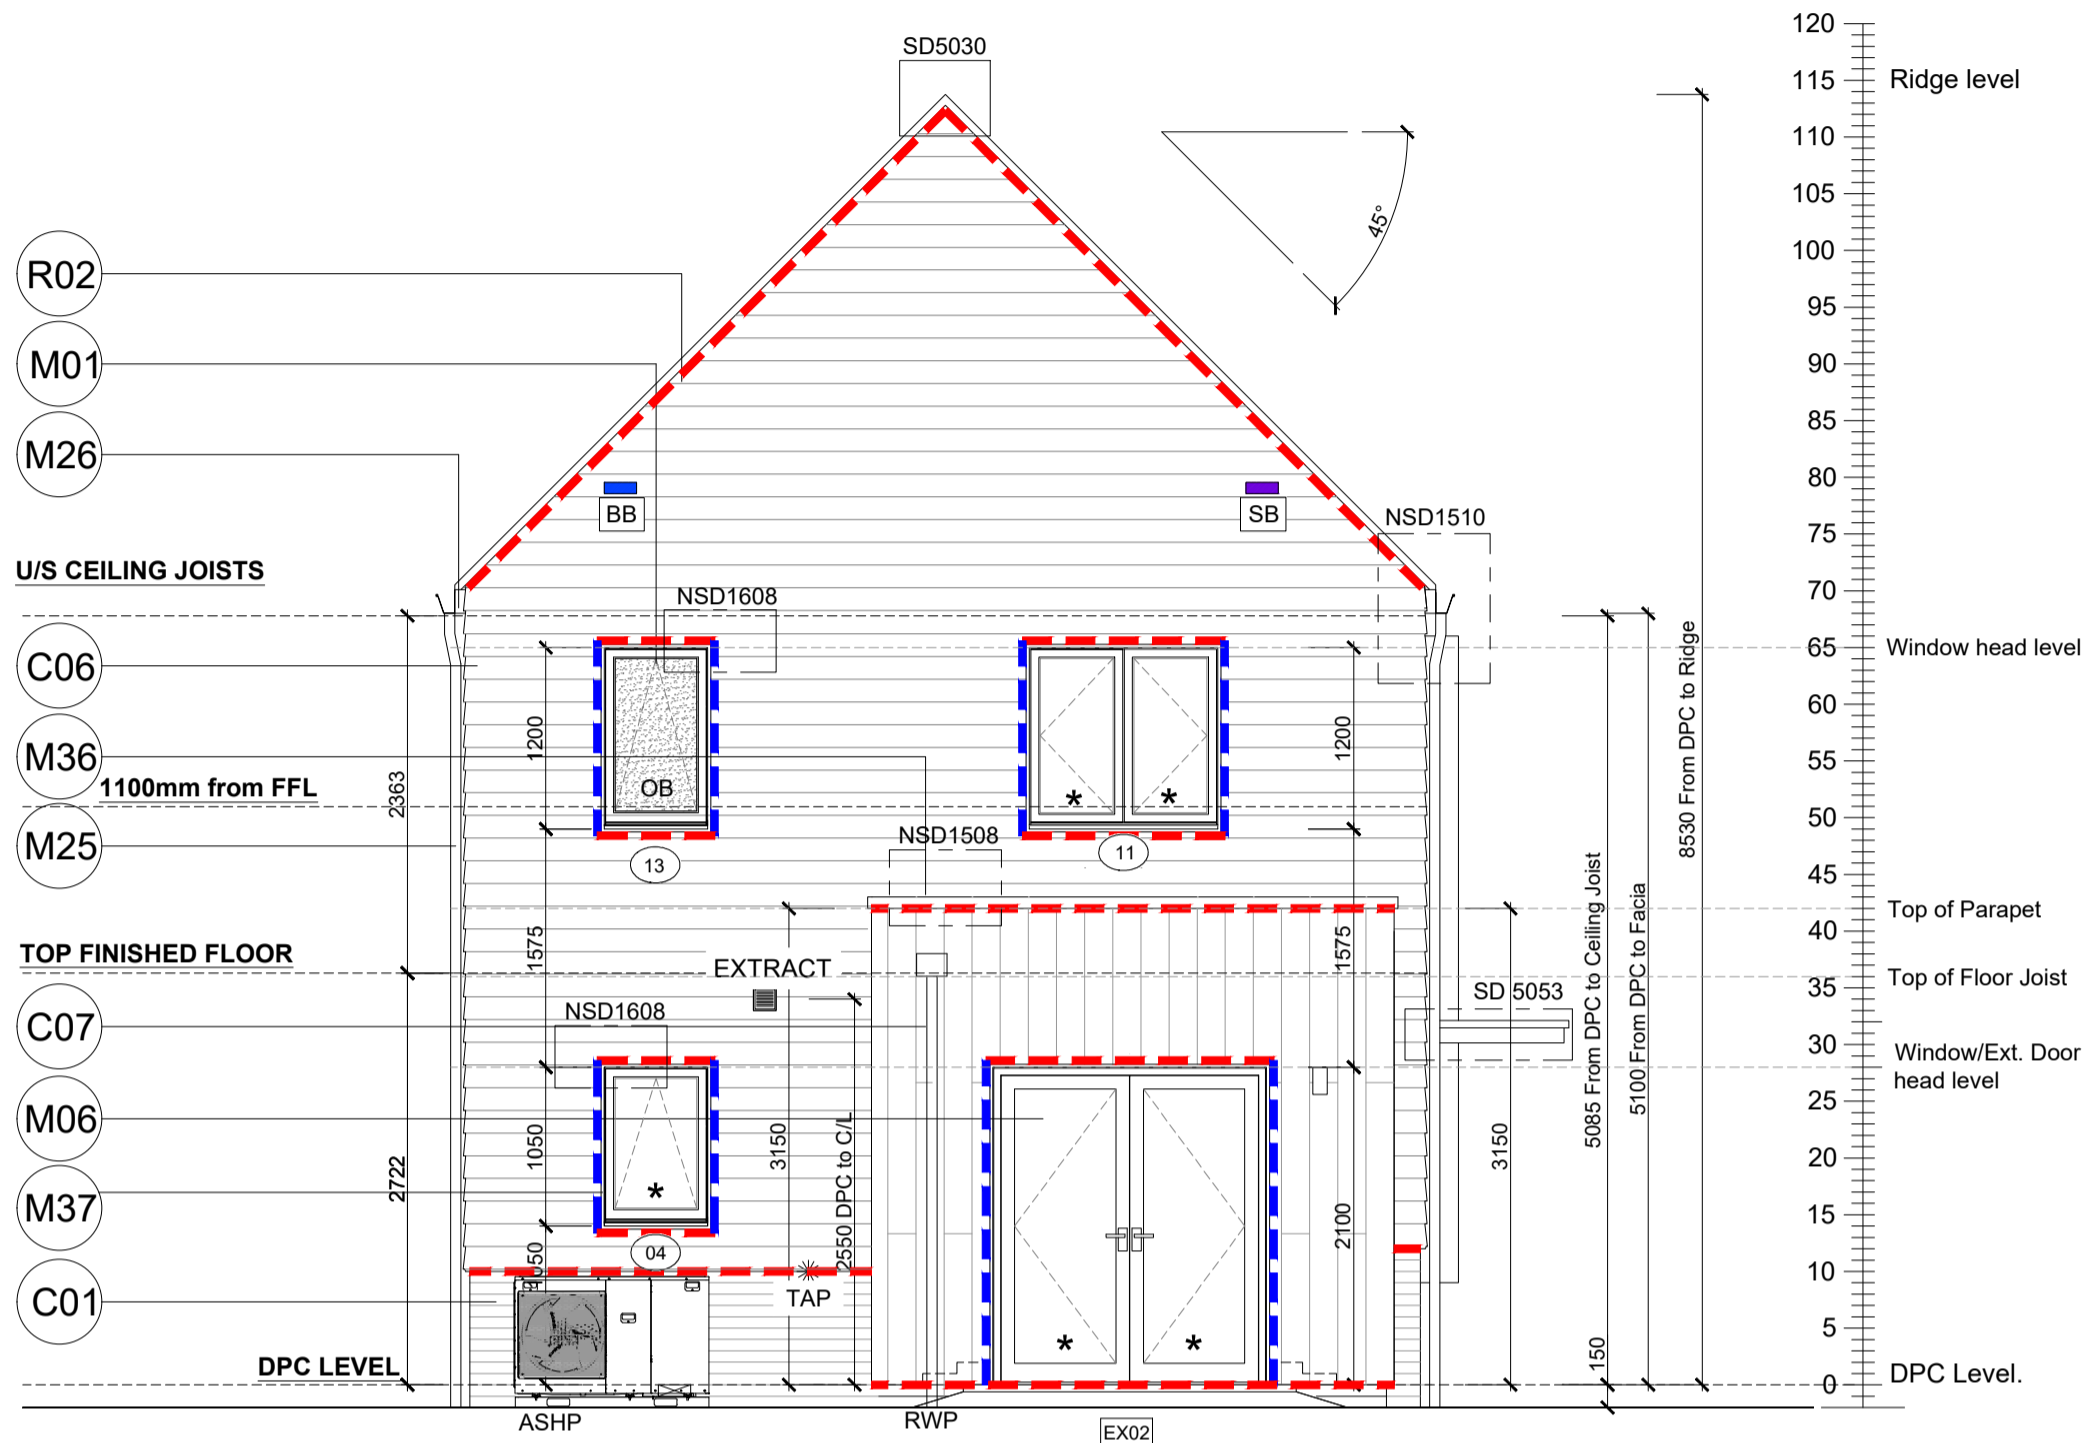 SD5030
120
115
Ridge level
110
105
45°
100
95
90
85
80
75
70
65
Window head level
60
55
50
45
Top of Parapet
40
Top of Floor Joist
35
30
Window/Ext. Door
head level
25
20
15
10
5
0
DPC Level.
R02
M01
M26
U/S CEILING JOISTS
C06
M36
1100mm from FFL
M25
TOP FINISHED FLOOR
C07
M06
M37
C01
DPC LEVEL
BB
SB
NSD1510
NSD1608
OB
*
*
13
11
NSD1508
EXTRACT
NSD1608
*
04
TAP
*
*
SD 5053
ASHP
RWP
EX02
2363
2722
1200
1575
1050
3150
2550 DPC to C/L
1200
1575
2100
3150
5085 From DPC to Ceiling Joist
150
5100 From DPC to Facia
8530 From DPC to Ridge